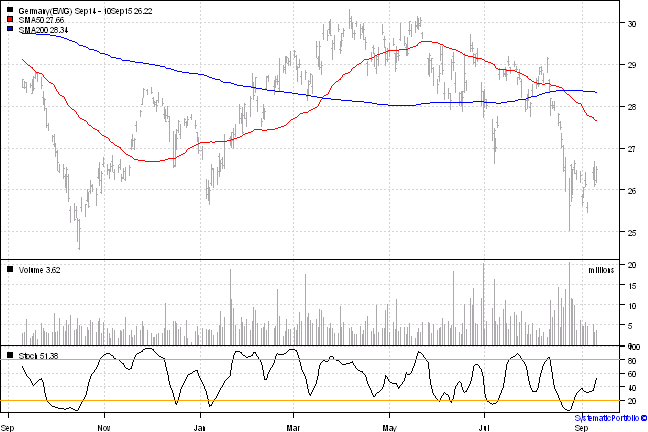 Germany(EWG) Sep14 - 10Sep15 26.22
SMA50 27.66
SMA200 28.34
30
29
28
27
26
25
Volume 3.62
millions
20
15
10
5
0
Stoch 51.38
100
80
60
40
20
Sep Nov Jan Mar May Jul Sep
SystematicPortfolio ©